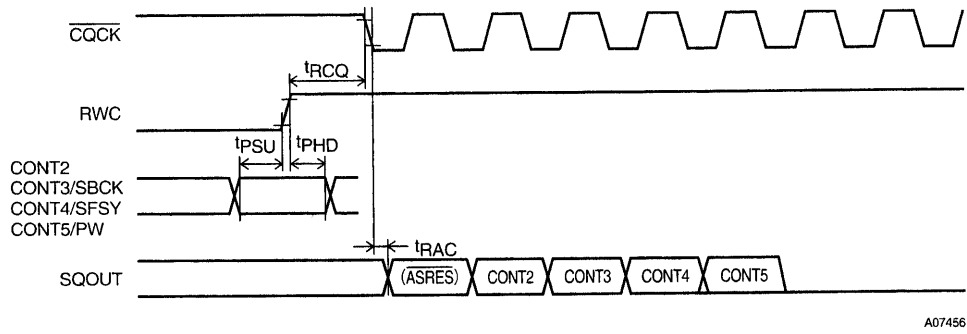 CQCK
tRCQ
RWC
tPSU
tPHD
CONT2
CONT3/SBCK
CONT4/SFSY
CONT5/PW
tRAC
SQOUT
(ASRES)
CONT2
CONT3
CONT4
CONT5
A07456